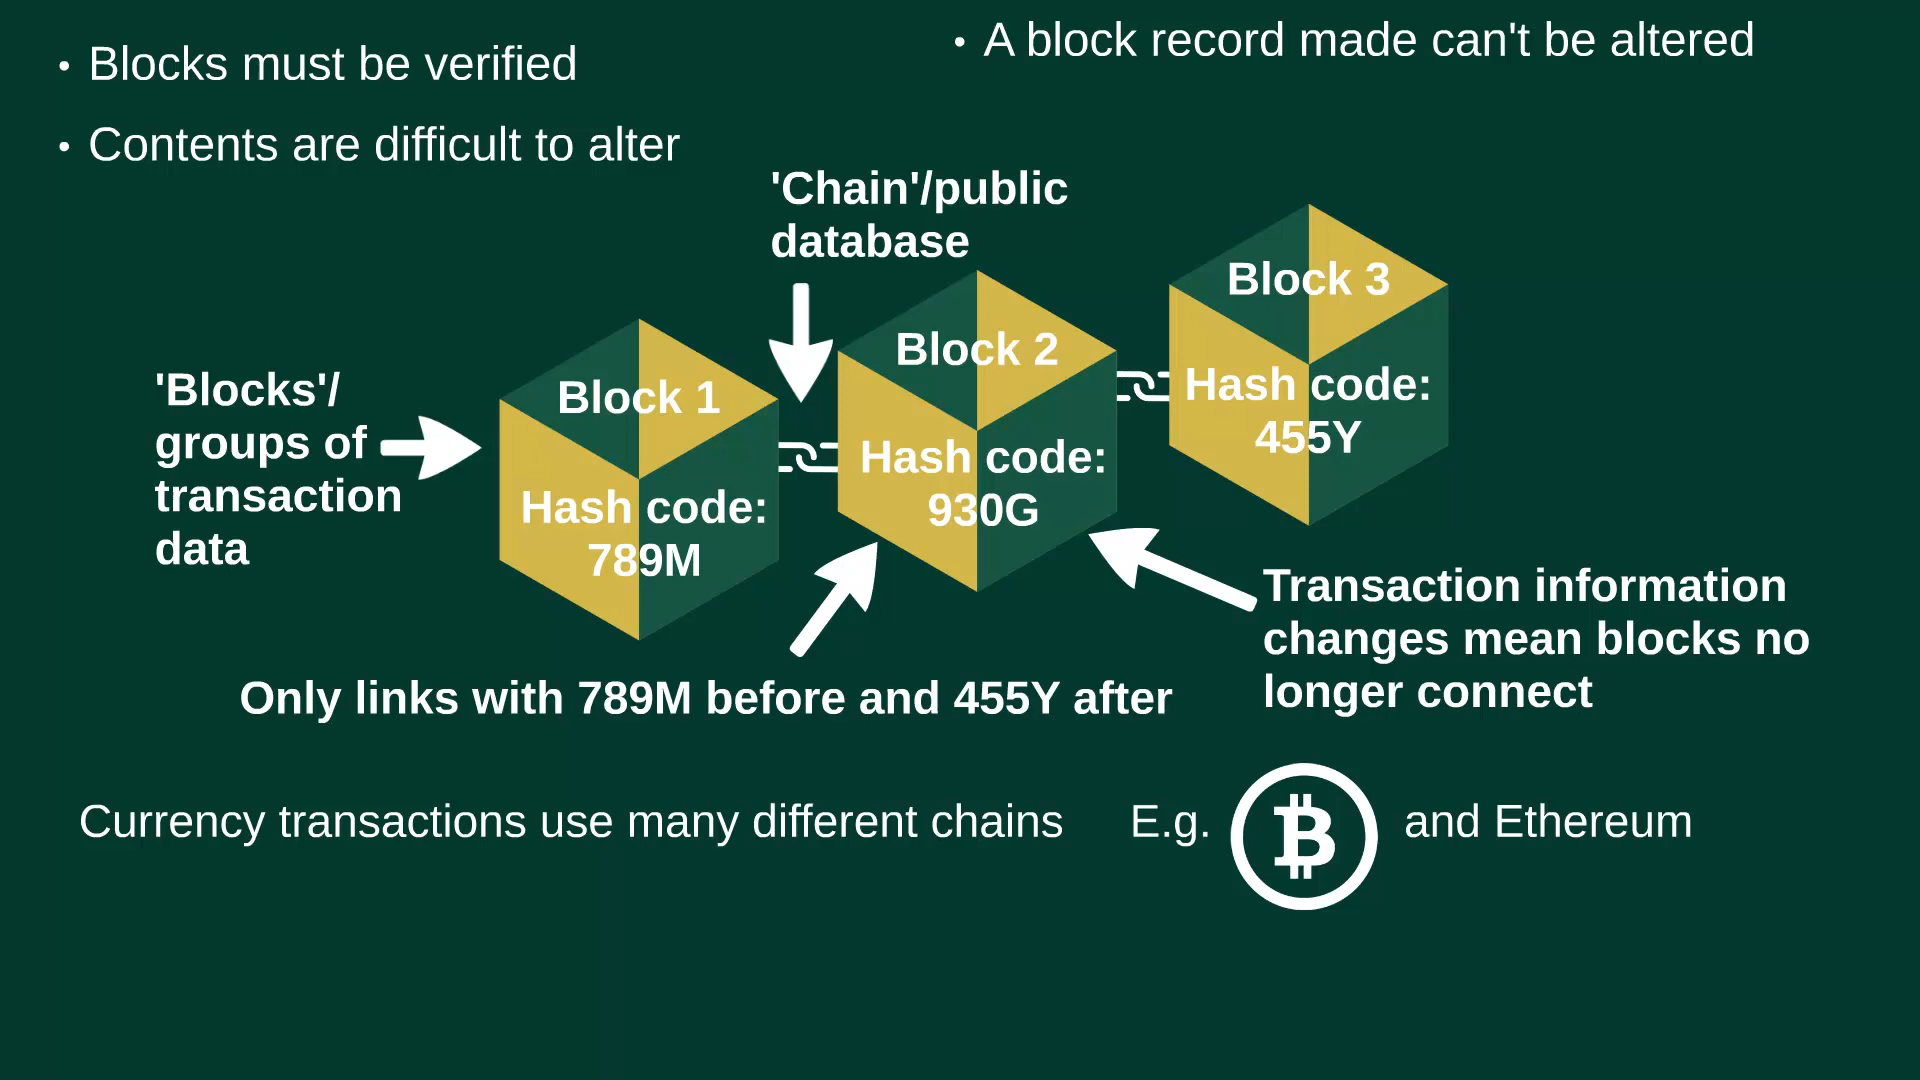 • Blocks must be verified
• Contents are difficult to alter
• A block record made can't be altered
'Chain'/public
database
'Blocks'/
groups of
transaction
data
Block 1
Hash code:
789M
Block 2
Hash code:
930G
Block 3
Hash code:
455Y
Only links with 789M before and 455Y after
Transaction information
changes mean blocks no
longer connect
Currency transactions use many different chains
E.g. ₿ and Ethereum